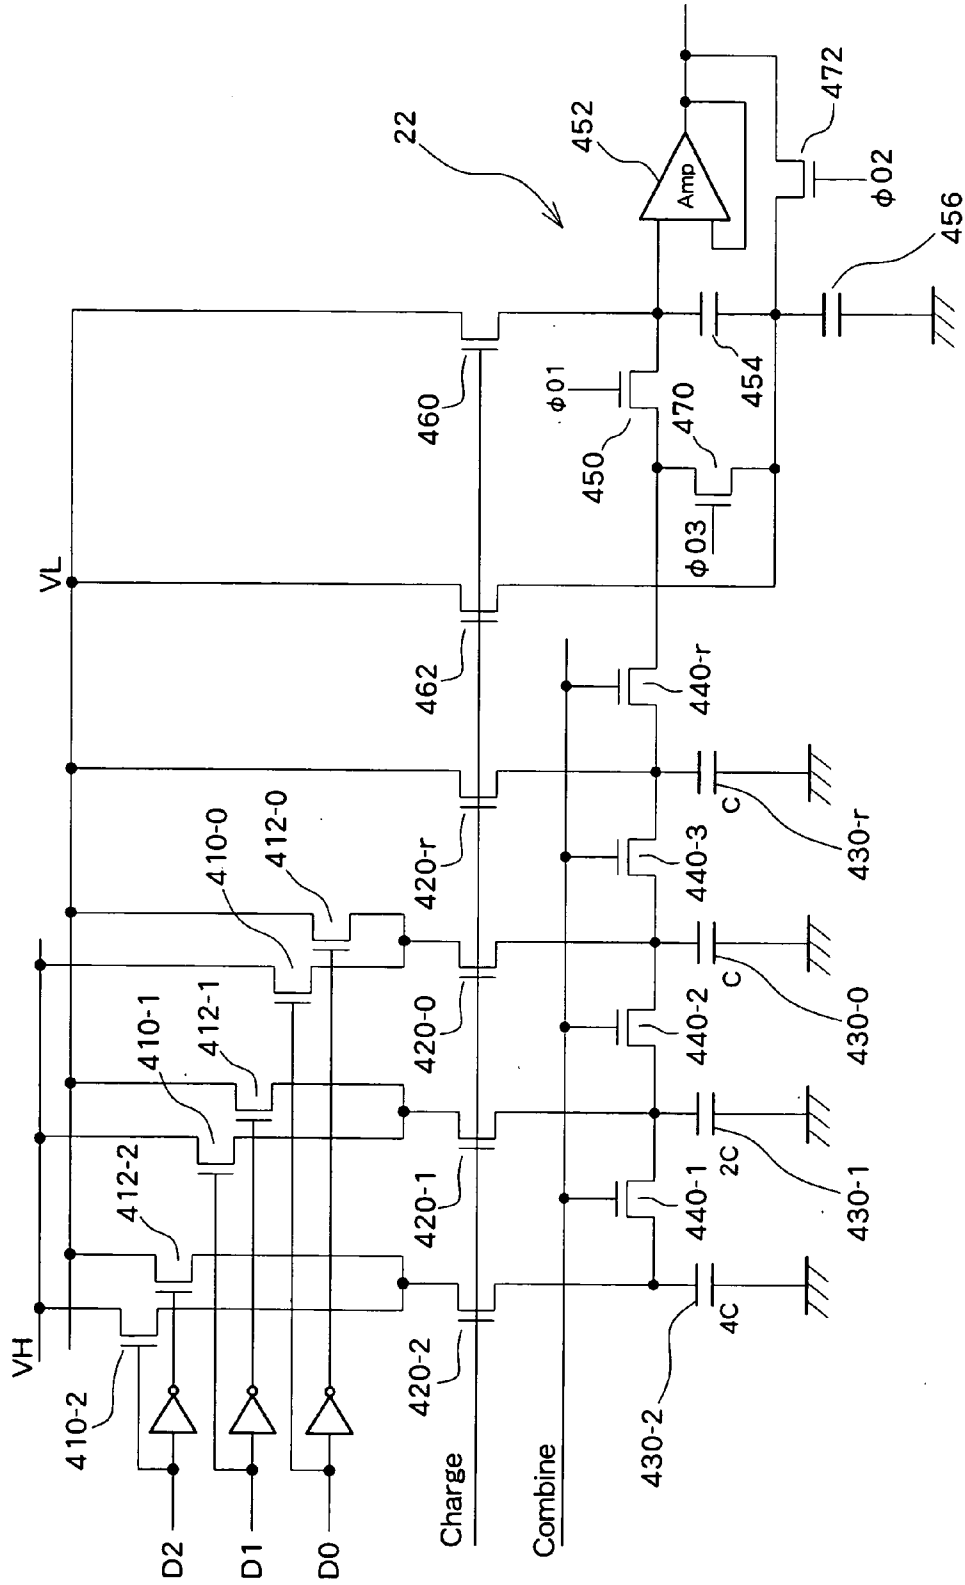 VH
VL
410-2
412-2
410-1
412-1
410-0
412-0
D2
D1
D0
Charge
420-2
420-1
420-0
420-r
462
460
22
Combine
440-1
440-2
440-3
440-r
4C
2C
C
C
430-2
430-1
430-0
430-r
φ01
450
φ03
470
454
456
452
Amp
472
φ02